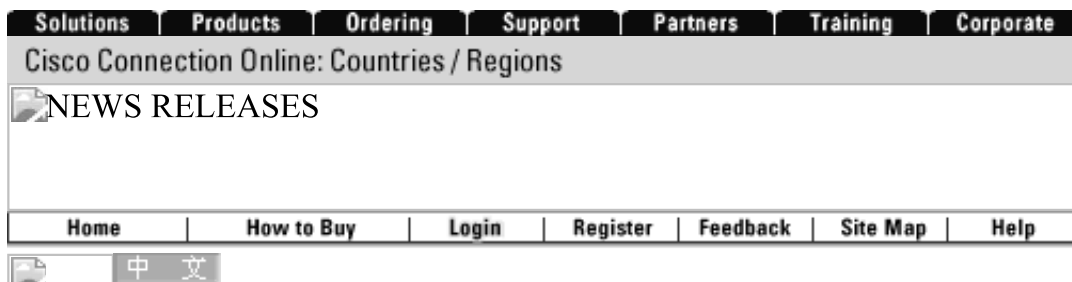 Solutions Products Ordering Support Partners Training Corporate
Cisco Connection Online: Countries / Regions
NEWS RELEASES
Home | How to Buy | Login | Register | Feedback | Site Map | Help
中 文